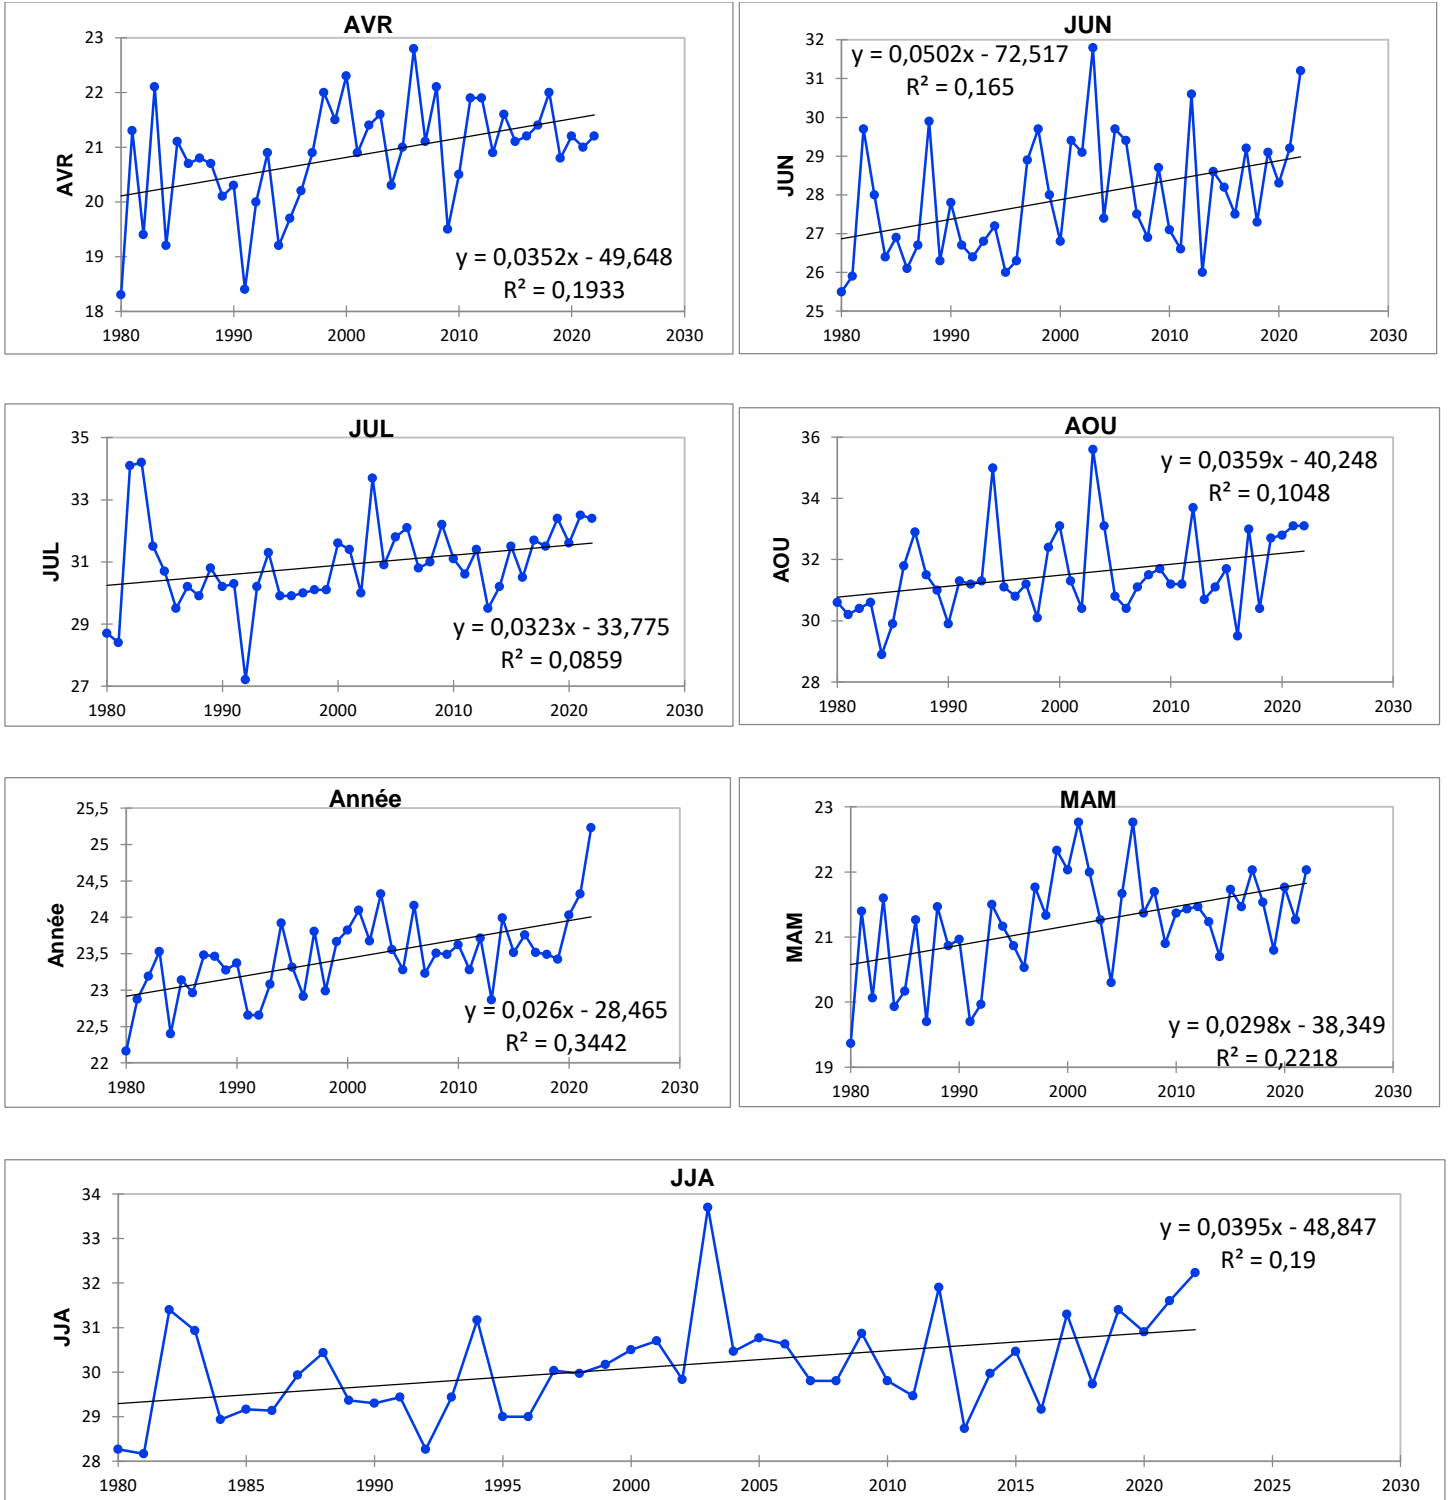 AVR
23
22
21
20
19
18
AVR
y = 0,0352x - 49,648
R² = 0,1933
1980 1990 2000 2010 2020 2030
JUN
32
31
30
29
28
27
26
25
JUN
y = 0,0502x - 72,517
R² = 0,165
1980 1990 2000 2010 2020 2030
JUL
35
33
31
29
27
JUL
y = 0,0323x - 33,775
R² = 0,0859
1980 1990 2000 2010 2020 2030
AOU
36
34
32
30
28
AOU
y = 0,0359x - 40,248
R² = 0,1048
1980 1990 2000 2010 2020 2030
Année
25,5
25
24,5
24
23,5
23
22,5
22
Année
y = 0,026x - 28,465
R² = 0,3442
1980 1990 2000 2010 2020 2030
MAM
23
22
21
20
19
MAM
y = 0,0298x - 38,349
R² = 0,2218
1980 1990 2000 2010 2020 2030
JJA
34
33
32
31
30
29
28
JJA
y = 0,0395x - 48,847
R² = 0,19
1980 1985 1990 1995 2000 2005 2010 2015 2020 2025 2030